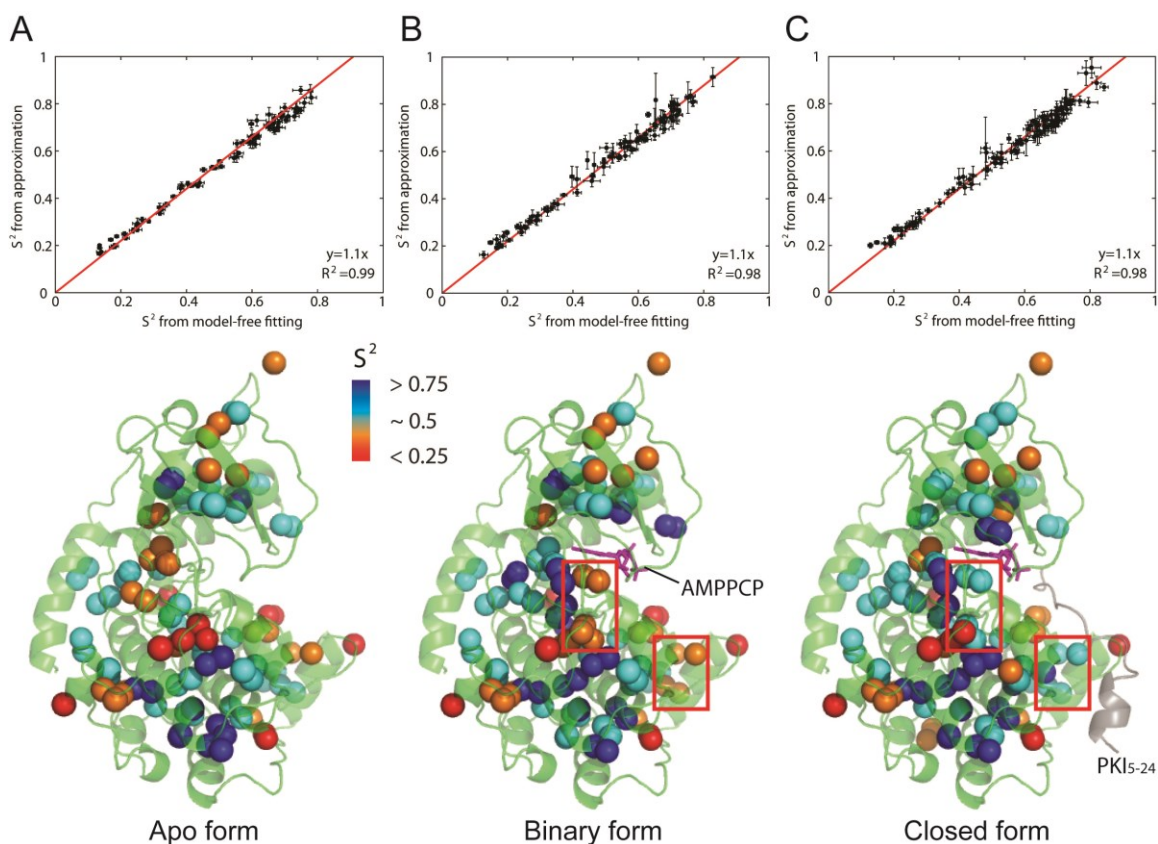 A
B
C
1
0.8
0.6
0.4
0.2
0
0 0.2 0.4 0.6 0.8 1
S² from approximation
S² from model-free fitting
y=1.1x
R²=0.99
1
0.8
0.6
0.4
0.2
0
0 0.2 0.4 0.6 0.8 1
S² from approximation
S² from model-free fitting
y=1.1x
R²=0.98
1
0.8
0.6
0.4
0.2
0
0 0.2 0.4 0.6 0.8 1
S² from approximation
S² from model-free fitting
y=1.1x
R²=0.98
S²
> 0.75
~ 0.5
< 0.25
AMPPCP
PKI₅₋₂₄
Apo form
Binary form
Closed form